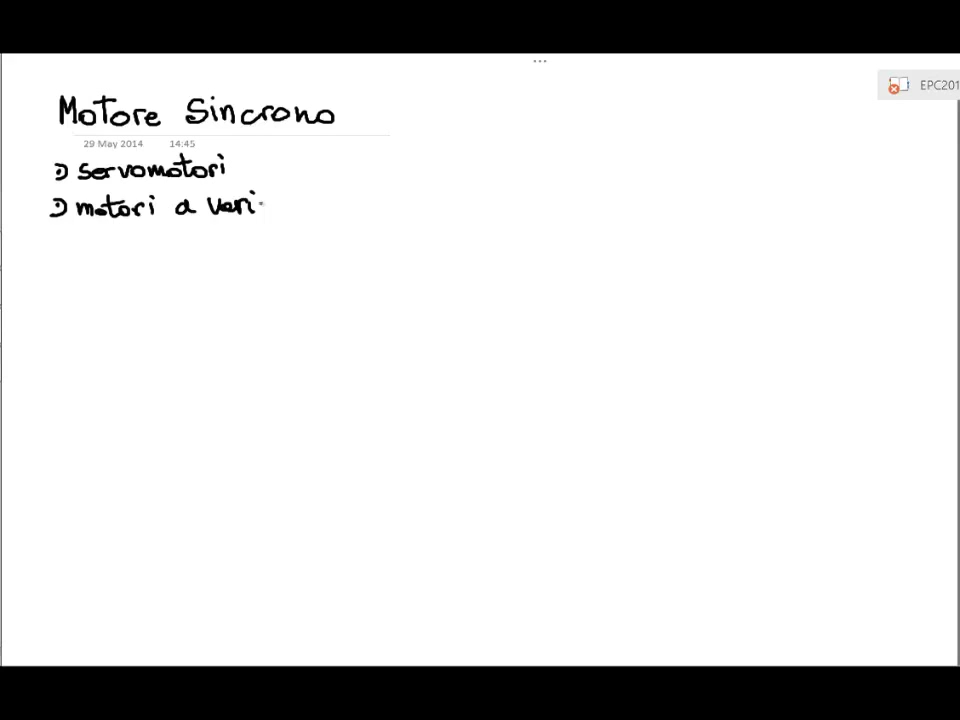 Motore Sincrono
29 May 2014 14:45
servomotori
motori a vari
EPC201